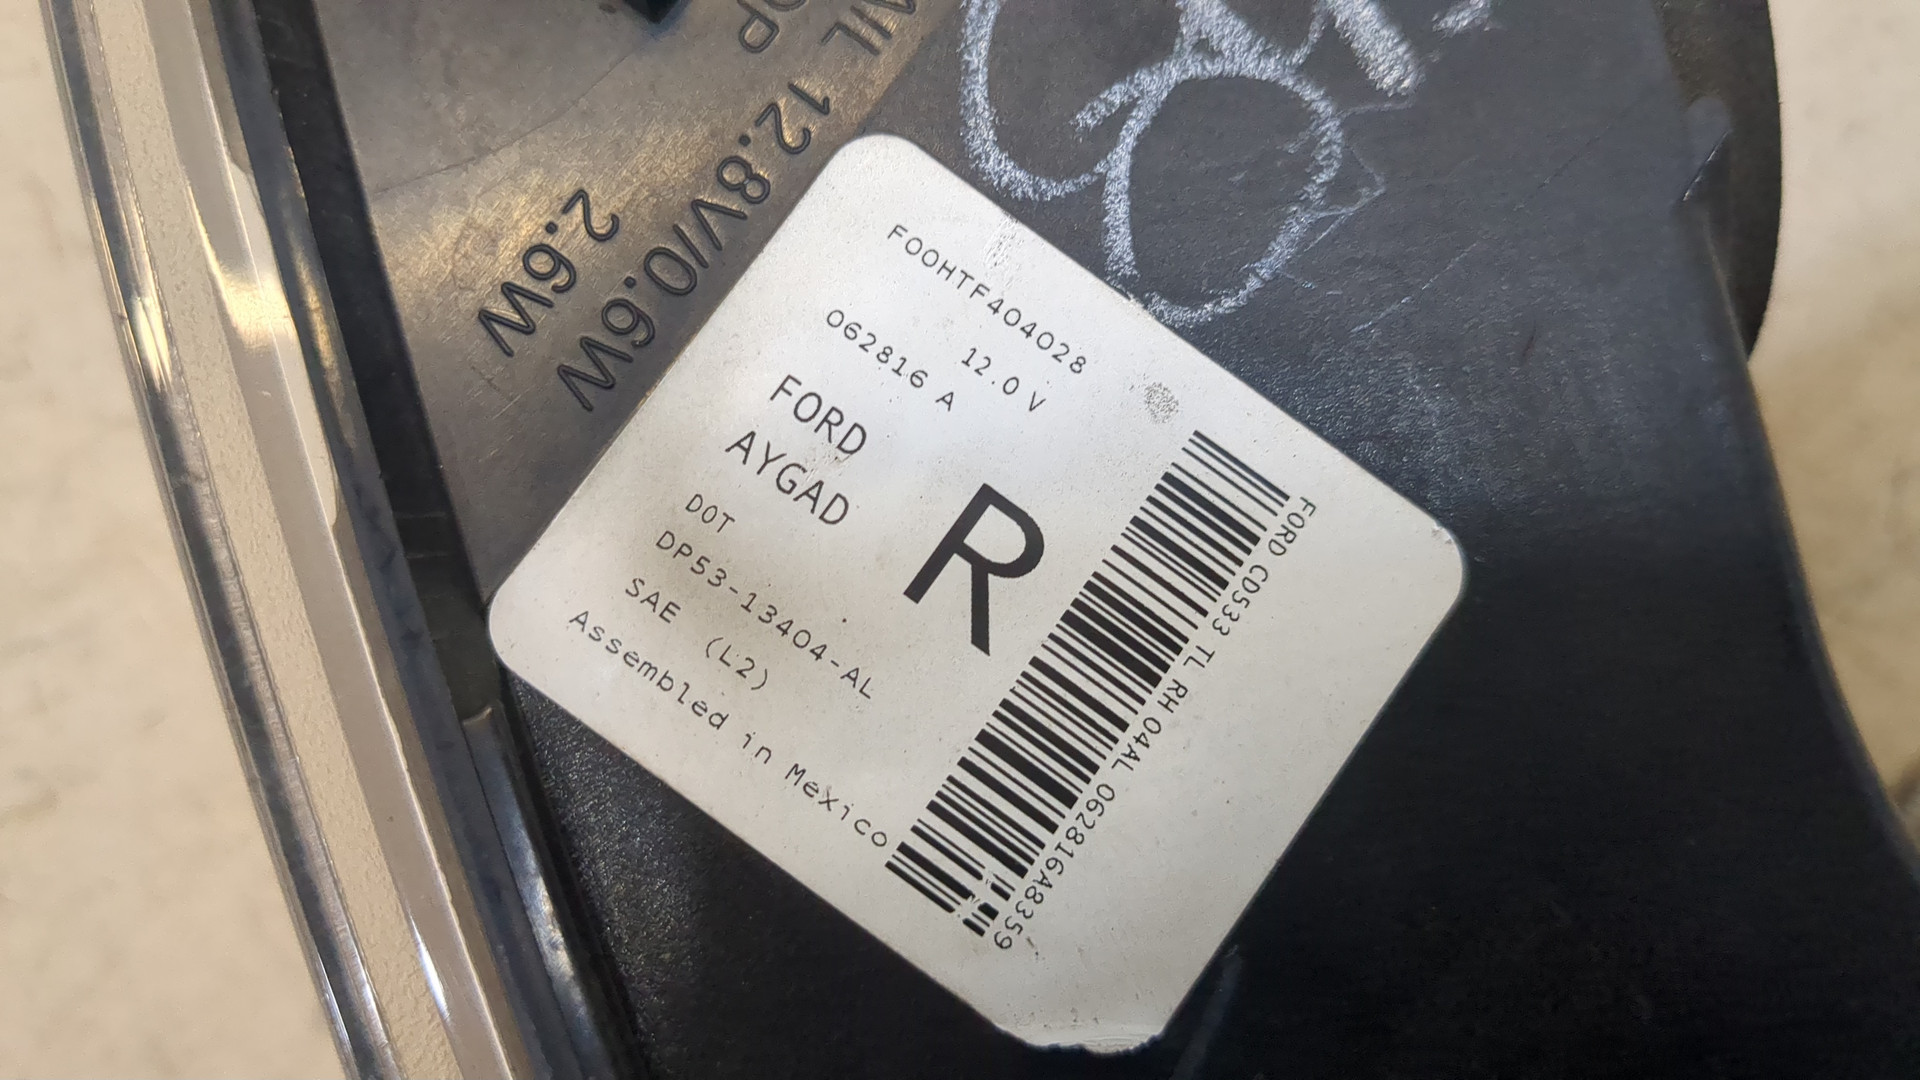 12.8V/0.6W
2.6W
F00HTF404028
12.0 V
062816 A
FORD
AYGAD
R
DOT
DP53-13404-AL
SAE (L2)
Assembled in Mexico
FORD CD533 TL RH 04AL 062816A8359